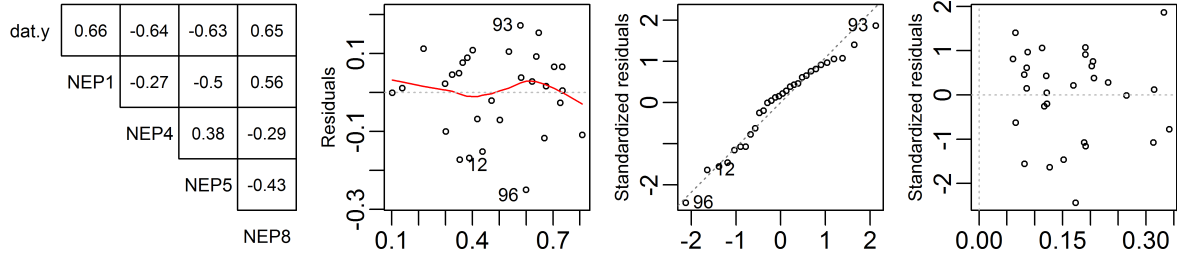 dat.y 0.66 -0.64 -0.63 0.65
NEP1 -0.27 -0.5 0.56
NEP4 0.38 -0.29
NEP5 -0.43
NEP8
Residuals
0.1
-0.1
-0.3
93
12
96
0.1 0.4 0.7
Standardized residuals
2
1
0
-2
93
12
96
-2 -1 0 1 2
Standardized residuals
2
1
0
-1
-2
0.00 0.15 0.30